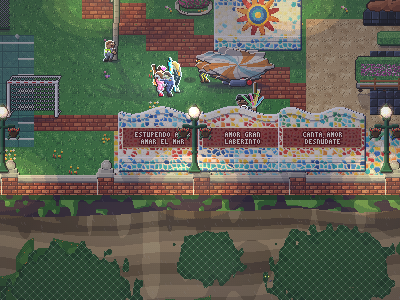 ESTUPENDO A
AMAR EL MAR
AMOR GRAN
LABERINTO
CANTA AMOR
DESNUDATE